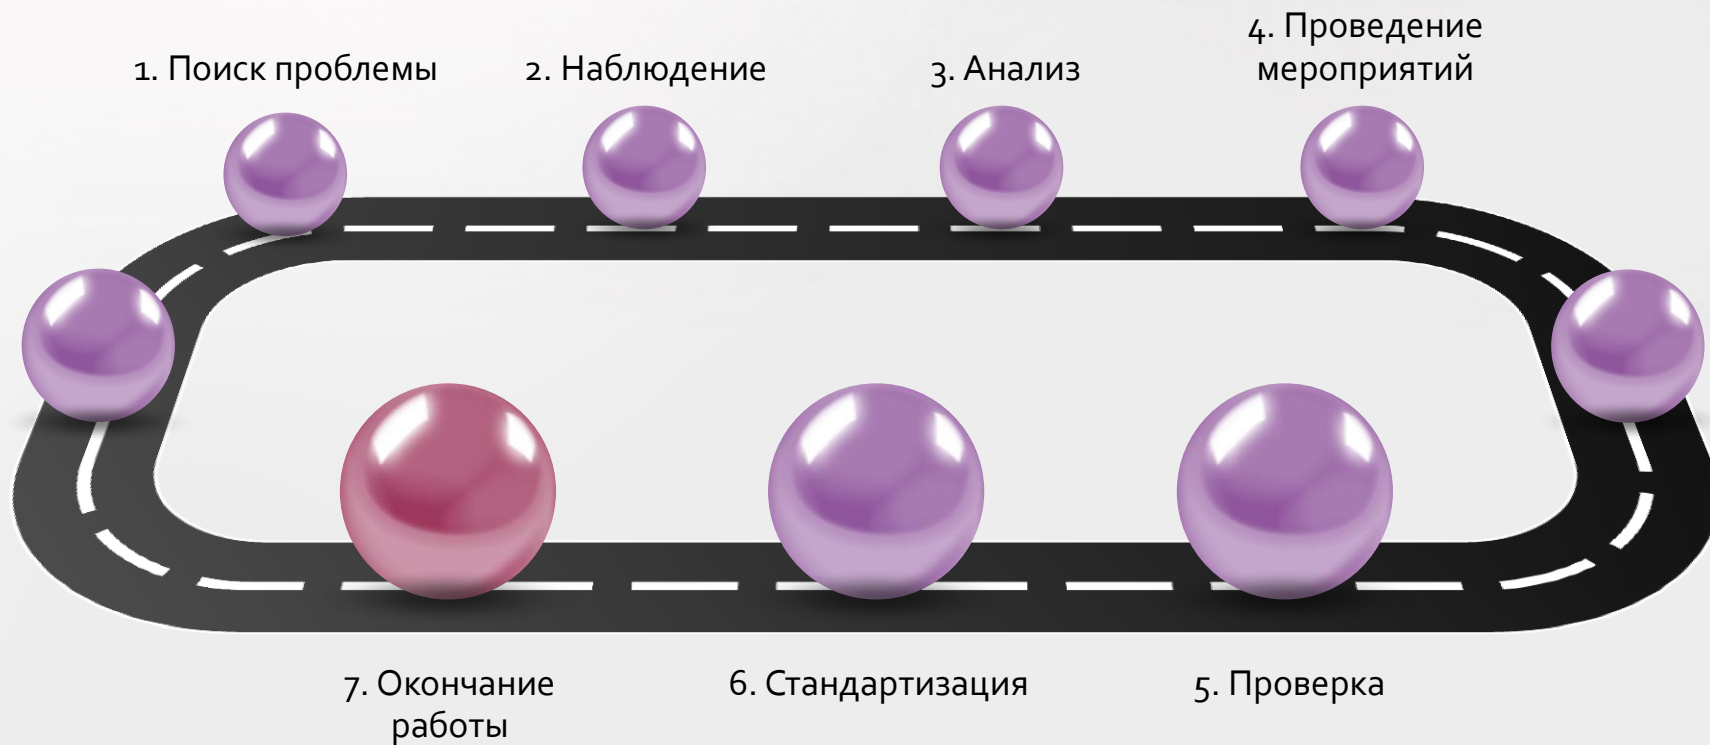 1. Поиск проблемы
2. Наблюдение
3. Анализ
4. Проведение
мероприятий
7. Окончание
работы
6. Стандартизация
5. Проверка